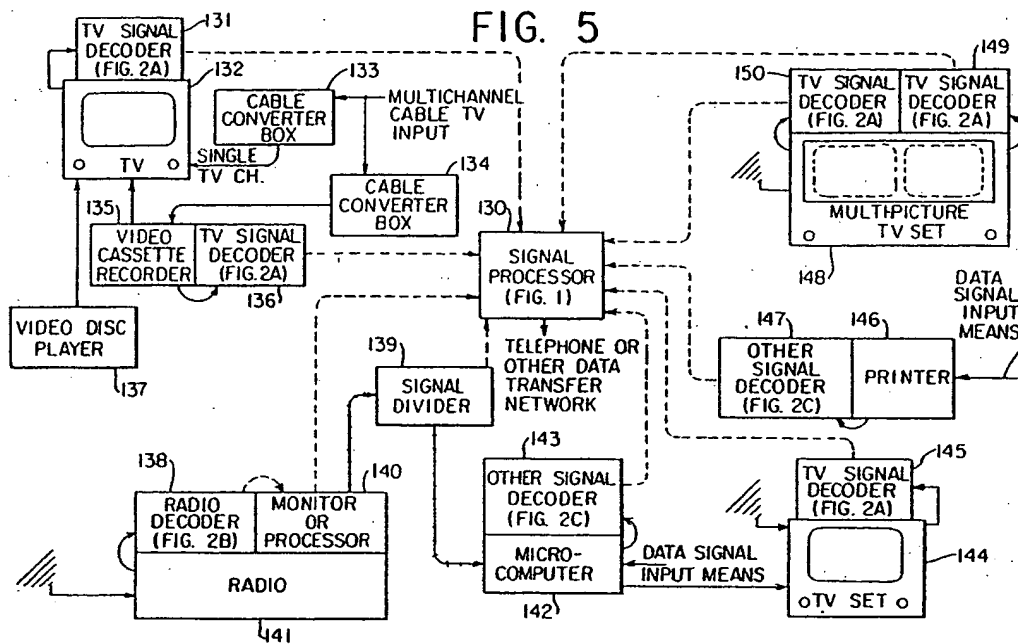 FIG. 5
131
TV SIGNAL
DECODER
(FIG. 2A)
132
TV
133
CABLE
CONVERTER
BOX
MULTICHANNEL
CABLE TV
INPUT
SINGLE
TV CH.
134
CABLE
CONVERTER
BOX
135
VIDEO
CASSETTE
RECORDER
TV SIGNAL
DECODER
(FIG. 2A)
136
VIDEO DISC
PLAYER
137
130
SIGNAL
PROCESSOR
(FIG. 1)
TELEPHONE OR
OTHER DATA
TRANSFER
NETWORK
139
SIGNAL
DIVIDER
138
RADIO
DECODER
(FIG. 2B)
140
MONITOR
OR
PROCESSOR
RADIO
141
143
OTHER SIGNAL
DECODER
(FIG. 2C)
MICRO-
COMPUTER
142
DATA SIGNAL
INPUT MEANS
150
TV SIGNAL
DECODER
(FIG. 2A)
149
TV SIGNAL
DECODER
(FIG. 2A)
MULTIPICTURE
TV SET
148
DATA
SIGNAL
INPUT
MEANS
147
OTHER
SIGNAL
DECODER
(FIG. 2C)
146
PRINTER
145
TV SIGNAL
DECODER
(FIG. 2A)
144
TV SET